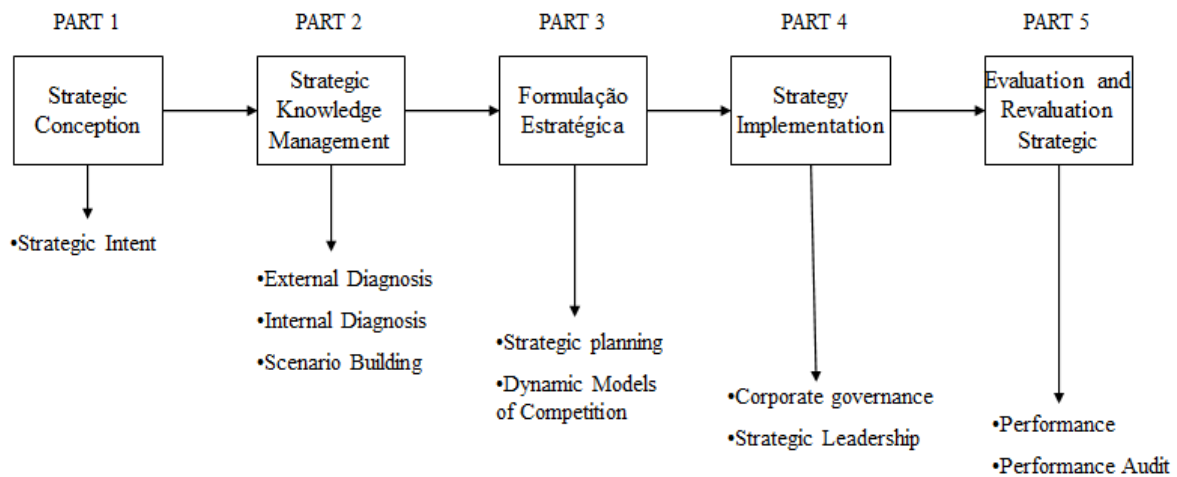 PART 1
PART 2
PART 3
PART 4
PART 5
Strategic
Conception
Strategic
Knowledge
Management
Formulação
Estratégica
Strategy
Implementation
Evaluation and
Revaluation
Strategic
•Strategic Intent
•External Diagnosis
•Internal Diagnosis
•Scenario Building
•Strategic planning
•Dynamic Models
of Competition
•Corporate governance
•Strategic Leadership
•Performance
•Performance Audit